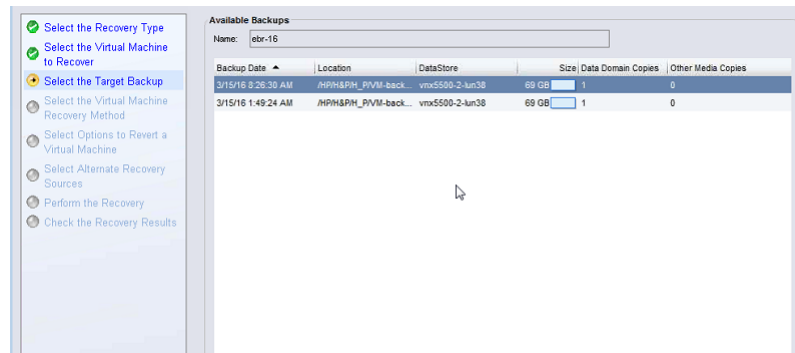 Select the Recovery Type
Select the Virtual Machine
to Recover
Select the Target Backup
Select the Virtual Machine
Recovery Method
Select Options to Revert a
Virtual Machine
Select Alternate Recovery
Sources
Perform the Recovery
Check the Recovery Results
Available Backups
Name: ebr-16
Backup Date Location DataStore Size Data Domain Copies Other Media Copies
3/15/16 8:26:30 AM /HP/H&P/H_P/VM-back... vnx5500-2-lun38 69 GB 1 0
3/15/16 1:49:24 AM /HP/H&P/H_P/VM-back... vnx5500-2-lun38 69 GB 1 0